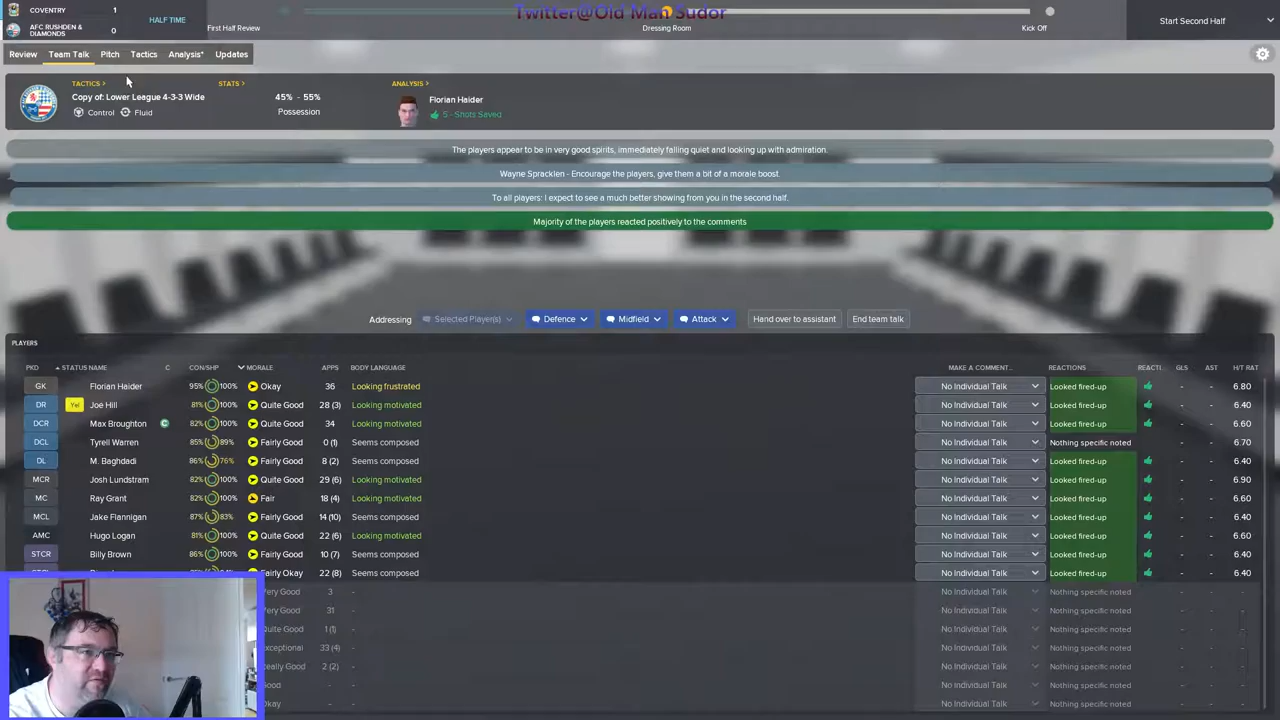 COVENTRY 1
AFC RUSHDEN & DIAMONDS 0
HALF TIME
Twitter@Old Man Sudor
First Half Review
Dressing Room
Kick Off
Start Second Half
Review Team Talk Pitch Tactics Analysis* Updates
TACTICS > STATS > ANALYSIS >
Copy of: Lower League 4-3-3 Wide 45% - 55% Florian Haider
Control Fluid Possession 5 - Shots Saved
The players appear to be in very good spirits, immediately falling quiet and looking up with admiration.
Wayne Spracklen - Encourage the players, give them a bit of a morale boost.
To all players: I expect to see a much better showing from you in the second half.
Majority of the players reacted positively to the comments
Addressing Selected Player(s) Defence Midfield Attack Hand over to assistant End team talk
PLAYERS
PKD STATUS NAME C CON/SHP MORALE APPS BODY LANGUAGE MAKE A COMMENT... REACTIONS REACTI.. GLS AST H/T RAT
GK Florian Haider 95% 100% Okay 36 Looking frustrated No Individual Talk Looked fired-up - - 6.80
DR Yel Joe Hill 81% 100% Quite Good 28 (3) Looking motivated No Individual Talk Looked fired-up - - 6.40
DCR Max Broughton C 82% 100% Quite Good 34 Looking motivated No Individual Talk Looked fired-up - - 6.60
DCL Tyrell Warren 85% 89% Fairly Good 0 (1) Seems composed No Individual Talk Nothing specific noted - - 6.70
DL M. Baghdadi 86% 76% Fairly Good 8 (2) Seems composed No Individual Talk Looked fired-up - - 6.40
MCR Josh Lundstram 82% 100% Quite Good 29 (6) Looking motivated No Individual Talk Looked fired-up - - 6.90
MC Ray Grant 82% 100% Fair 18 (4) Looking motivated No Individual Talk Looked fired-up - - 6.60
MCL Jake Flannigan 87% 83% Fairly Good 14 (10) Seems composed No Individual Talk Looked fired-up - - 6.40
AMC Hugo Logan 81% 100% Quite Good 22 (6) Looking motivated No Individual Talk Looked fired-up - - 6.60
STCR Billy Brown 86% 100% Fairly Good 10 (7) Seems composed No Individual Talk Looked fired-up - - 6.40
Fairly Okay 22 (8) Seems composed No Individual Talk Looked fired-up - - 6.40
ery Good 3 - No Individual Talk Nothing specific noted - - -
ery Good 31 - No Individual Talk Nothing specific noted - - -
uite Good 1 (1) - No Individual Talk Nothing specific noted - - -
xceptional 33 (4) - No Individual Talk Nothing specific noted - - -
eally Good 2 (2) - No Individual Talk Nothing specific noted - - -
ood - - No Individual Talk Nothing specific noted - - -
kay - - No Individual Talk Nothing specific noted - - -